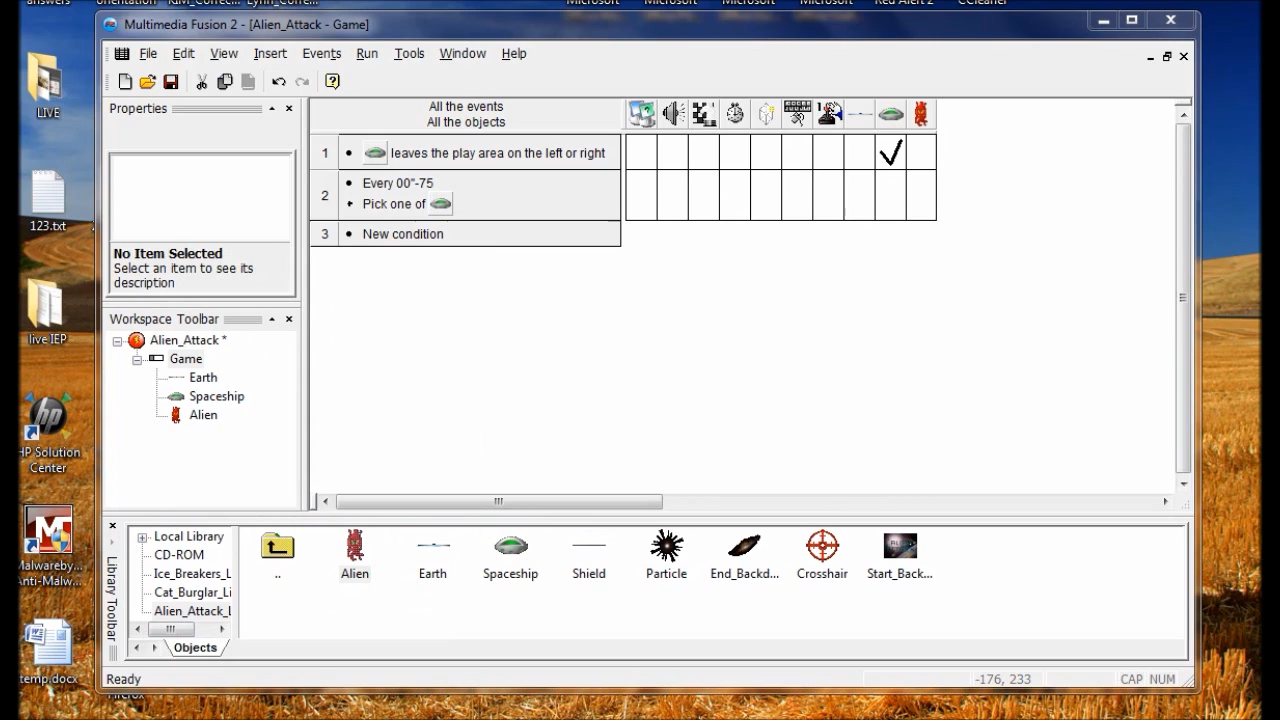 answers
orientation
Microsoft
Microsoft
Microsoft
Microsoft
Red Alert 2
CCleaner
Multimedia Fusion 2 - [Alien_Attack - Game]
File Edit View Insert Events Run Tools Window Help
Properties
No Item Selected
Select an item to see its
description
Workspace Toolbar
Alien_Attack *
Game
Earth
Spaceship
Alien
All the events
All the objects
1 • leaves the play area on the left or right
2 • Every 00"-75
Pick one of
3 • New condition
Local Library
CD-ROM
Ice_Breakers_L
Cat_Burglar_Li
Alien_Attack_L
Library Toolbar
Objects
..
Alien
Earth
Spaceship
Shield
Particle
End_Backd...
Crosshair
Start_Back...
Ready
-176, 233
CAP NUM
LIVE
123.txt
live IEP
HP Solution
Center
Malwareby...
Anti-Malw...
temp.docx
Firefox